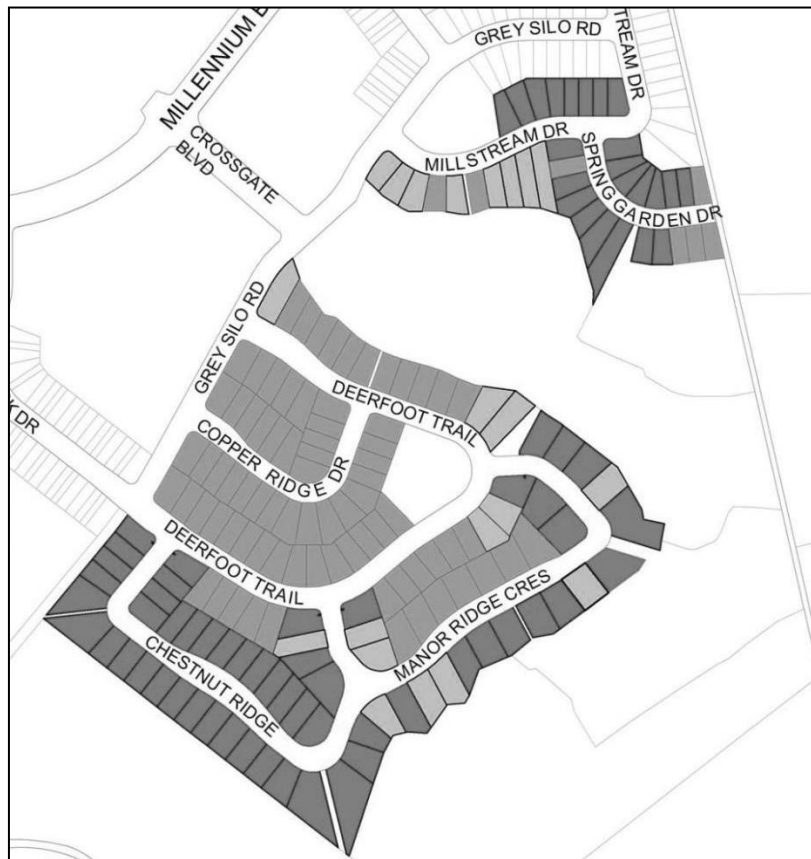 GREY SILO RD
STREAM DR
MILLENNIUM B
CROSSGATE
BLVD
MILLSTREAM DR
SPRING GARDEN DR
GREY SILO RD
DEERFOOT TRAIL
K DR
COPPER RIDGE DR
DEERFOOT TRAIL
MANOR RIDGE CRES
CHESTNUT RIDGE